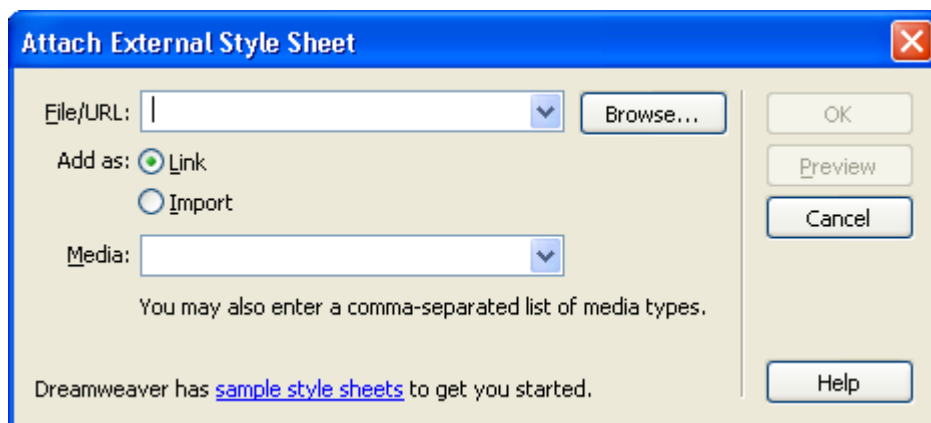 Attach External Style Sheet
File/URL:
Browse...
OK
Add as:
Link
Preview
Import
Cancel
Media:
You may also enter a comma-separated list of media types.
Dreamweaver has sample style sheets to get you started.
Help